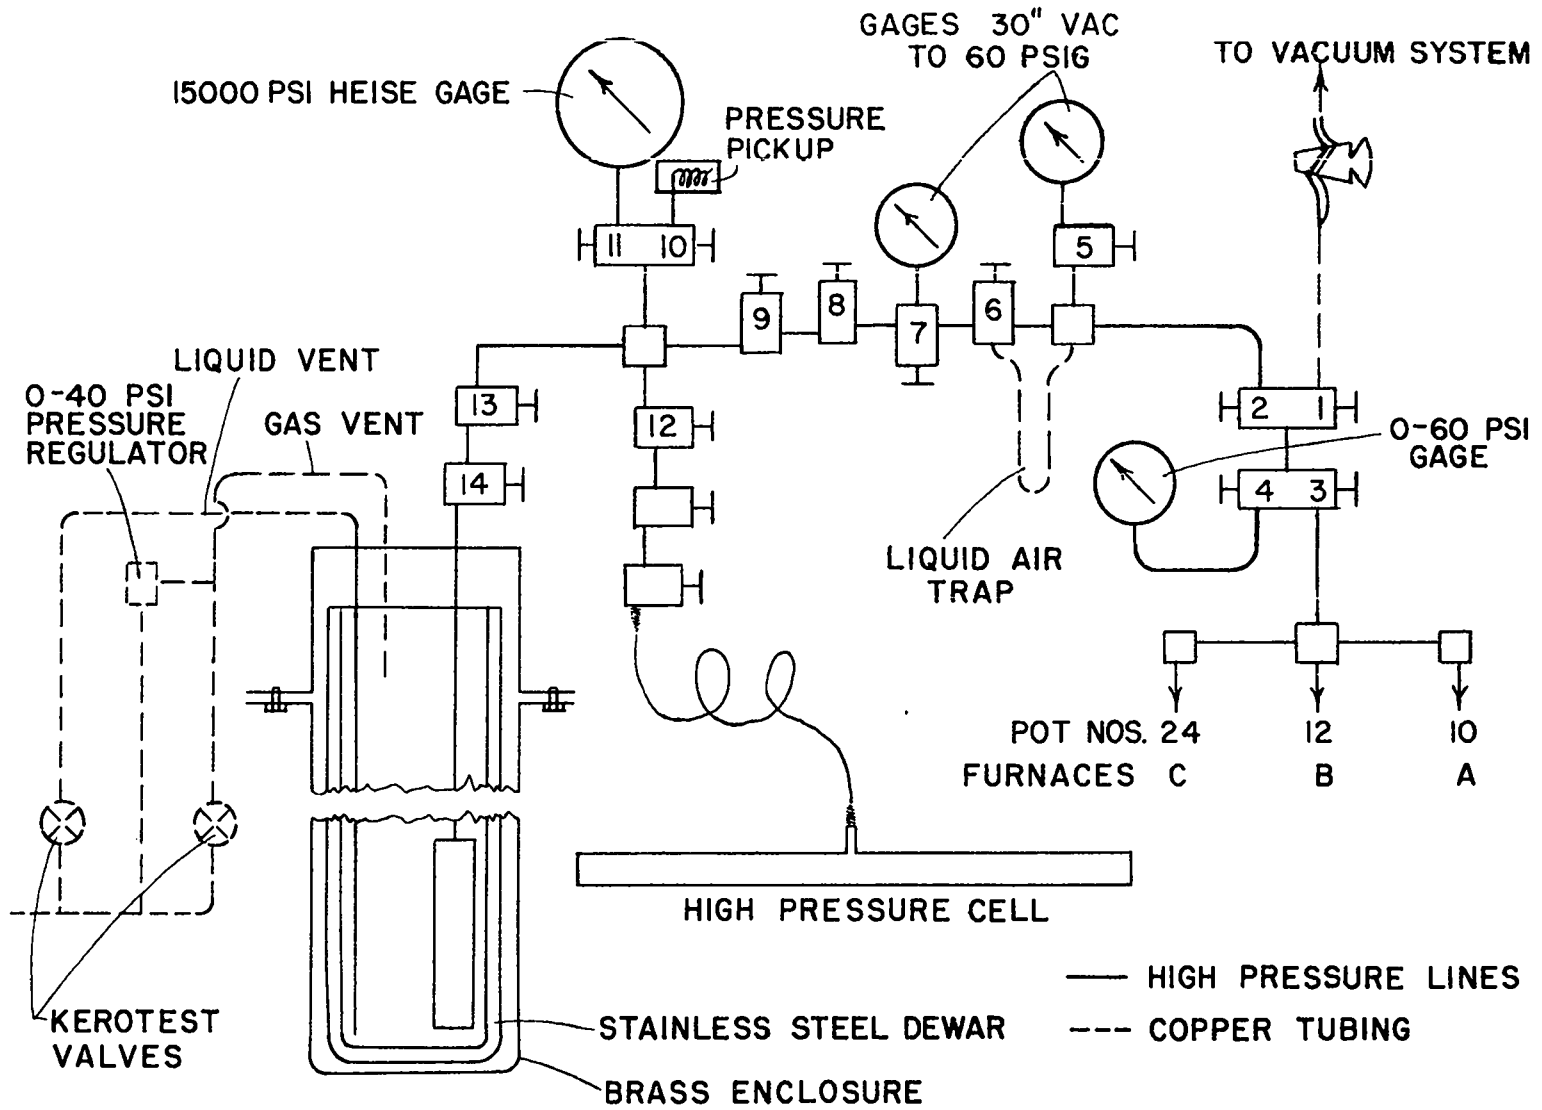 GAGES 30" VAC
TO 60 PSIG
TO VACUUM SYSTEM
15000 PSI HEISE GAGE
PRESSURE
PICKUP
11 10
5
9
8
7
6
LIQUID VENT
0-40 PSI
PRESSURE
REGULATOR
GAS VENT
13
12
14
2 1
0-60 PSI
GAGE
4 3
LIQUID AIR
TRAP
POT NOS. 24 12 10
FURNACES C B A
HIGH PRESSURE CELL
HIGH PRESSURE LINES
COPPER TUBING
KEROTEST
VALVES
STAINLESS STEEL DEWAR
BRASS ENCLOSURE